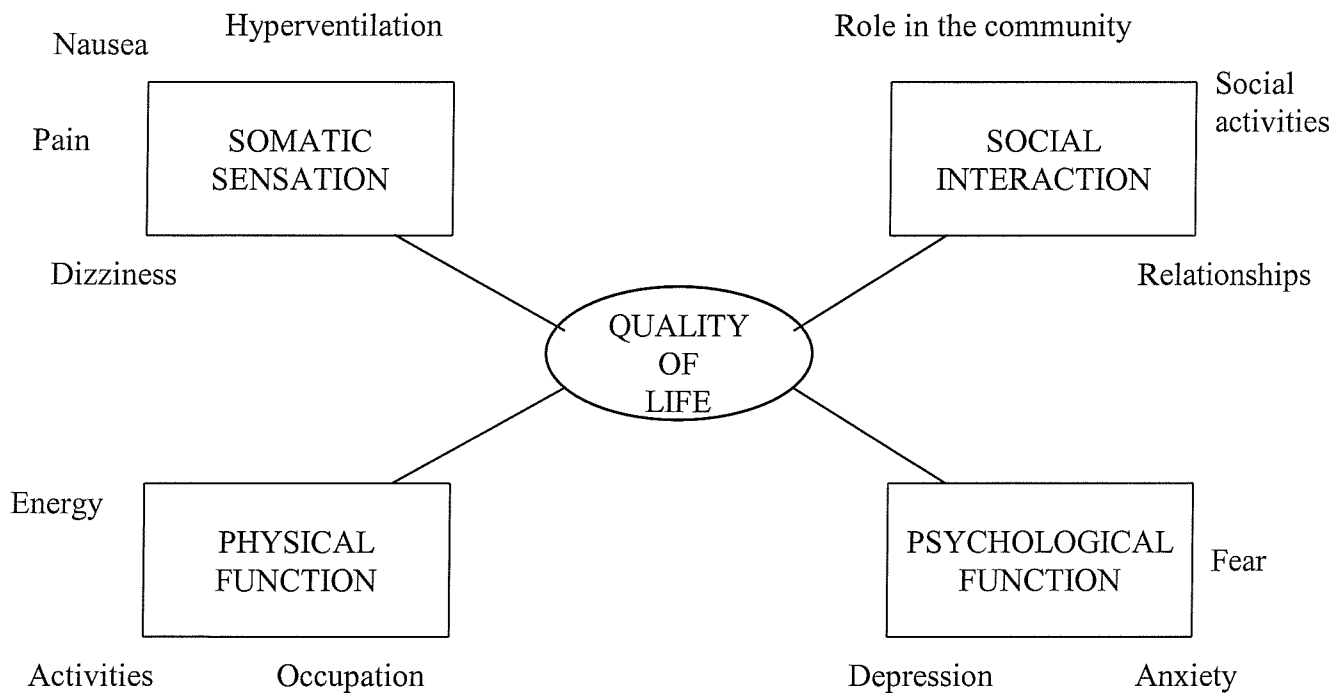 Hyperventilation
Nausea
Pain
SOMATIC
SENSATION
Dizziness
Role in the community
Social
activities
SOCIAL
INTERACTION
Relationships
QUALITY
OF
LIFE
Energy
PHYSICAL
FUNCTION
Activities
Occupation
PSYCHOLOGICAL
FUNCTION
Fear
Depression
Anxiety